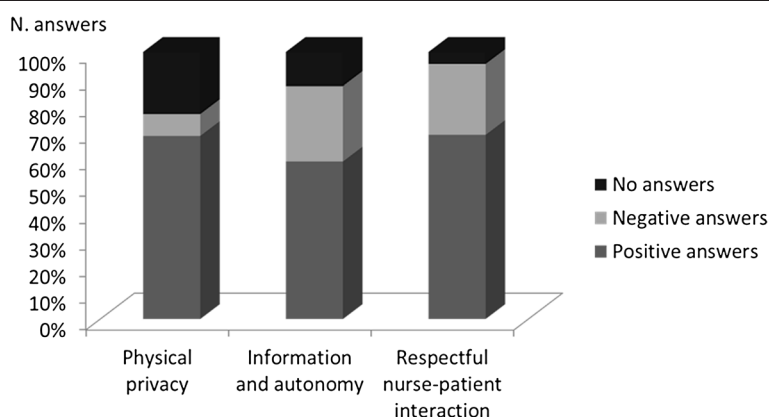 N. answers
100%
90%
80%
70%
60%
50%
40%
30%
20%
10%
0%
No answers
Negative answers
Positive answers
Physical
privacy
Information
and autonomy
Respectful
nurse-patient
interaction